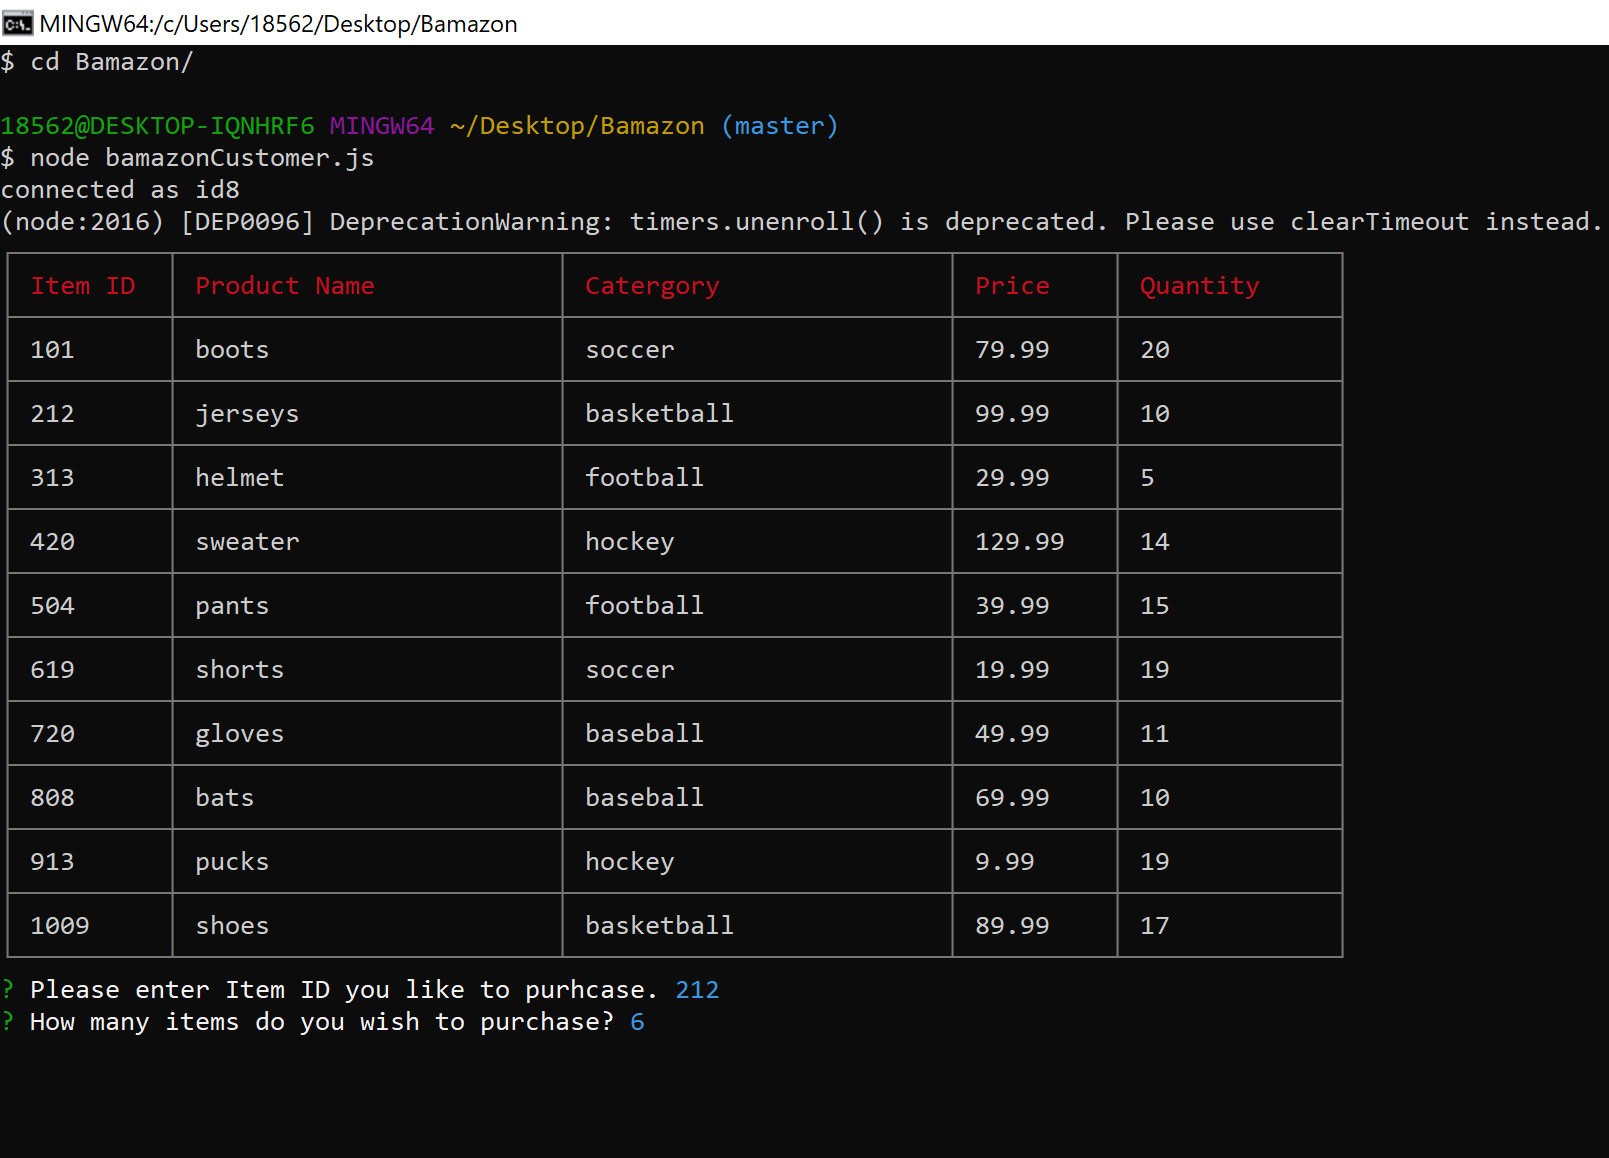 MINGW64:/c/Users/18562/Desktop/Bamazon
$ cd Bamazon/
18562@DESKTOP-IQNHRF6 MINGW64 ~/Desktop/Bamazon (master)
$ node bamazonCustomer.js
connected as id8
(node:2016) [DEP0096] DeprecationWarning: timers.unenroll() is deprecated. Please use clearTimeout instead.
Item ID Product Name Catergory Price Quantity
101 boots soccer 79.99 20
212 jerseys basketball 99.99 10
313 helmet football 29.99 5
420 sweater hockey 129.99 14
504 pants football 39.99 15
619 shorts soccer 19.99 19
720 gloves baseball 49.99 11
808 bats baseball 69.99 10
913 pucks hockey 9.99 19
1009 shoes basketball 89.99 17
? Please enter Item ID you like to purhcase. 212
? How many items do you wish to purchase? 6